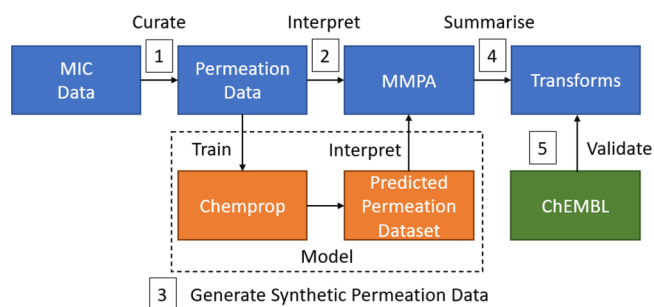 Curate
Interpret
Summarise
1
2
4
MIC
Data
Permeation
Data
MMPA
Transforms
Train
Interpret
5
Validate
Chemprop
Predicted
Permeation
Dataset
ChEMBL
Model
3 Generate Synthetic Permeation Data